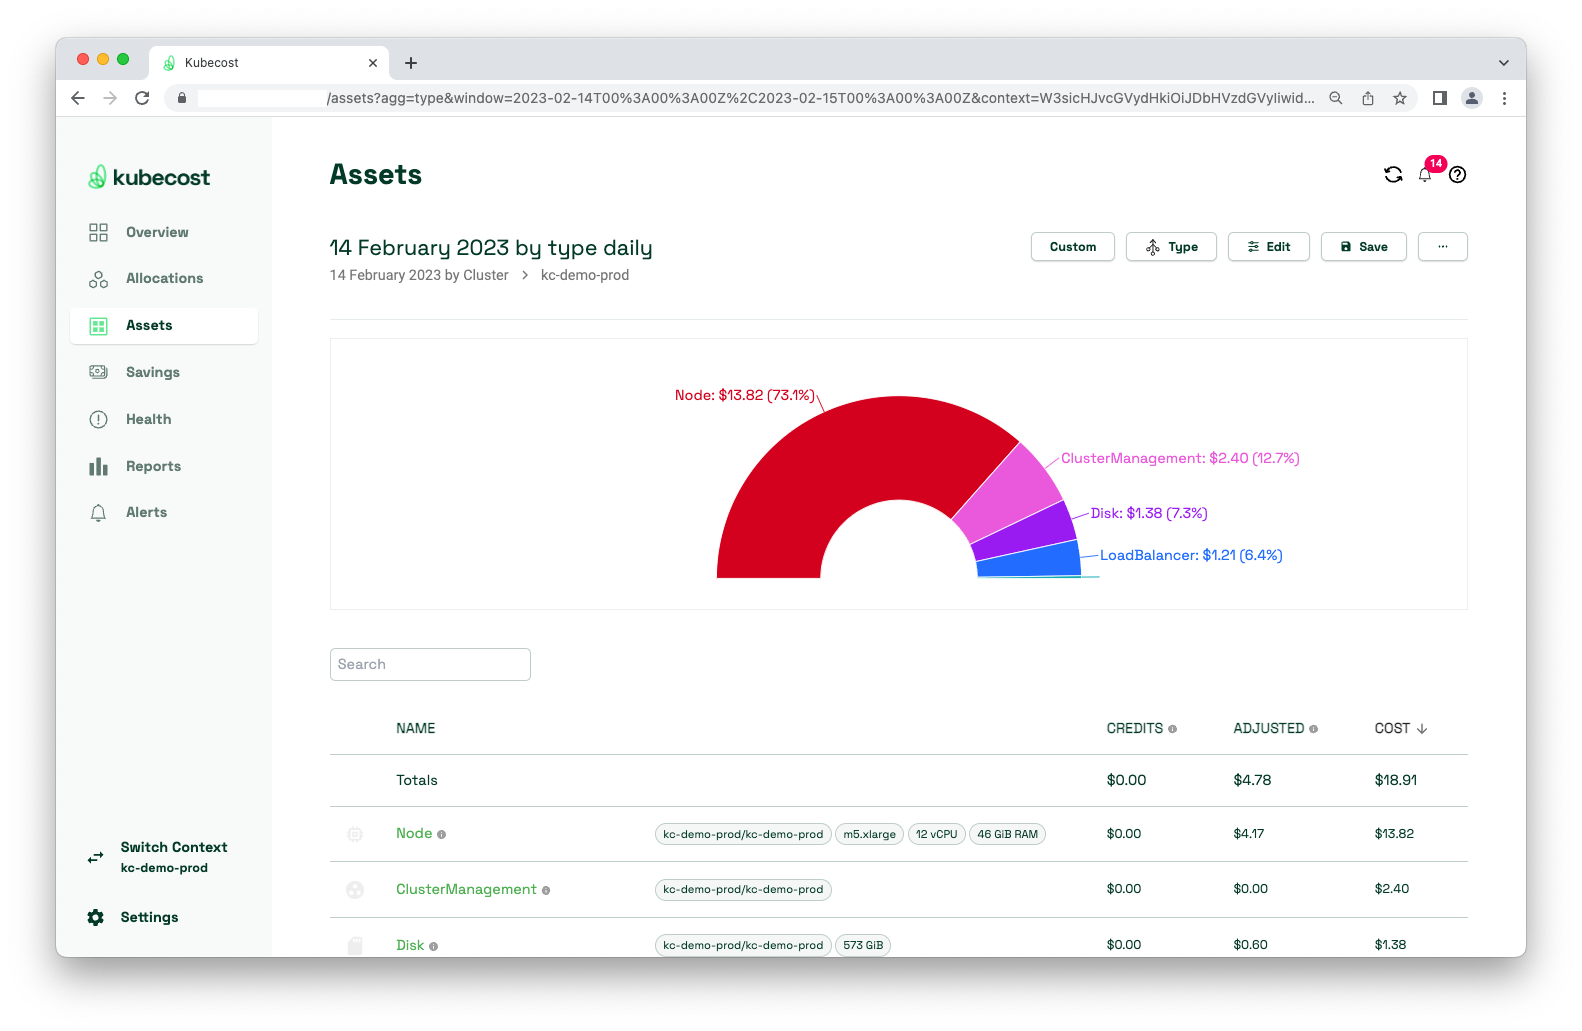 Kubecost
/assets?agg=type&window=2023-02-14T00%3A00%3A00Z%2C2023-02-15T00%3A00%3A00Z&context=W3sicHJvcGVydHkiOiJDbHVzdGVyIiwid...
kubecost
Assets
14
Overview
Allocations
Assets
Savings
Health
Reports
Alerts
Switch Context
kc-demo-prod
Settings
14 February 2023 by type daily
14 February 2023 by Cluster > kc-demo-prod
Custom Type Edit Save ...
Node: $13.82 (73.1%)
ClusterManagement: $2.40 (12.7%)
Disk: $1.38 (7.3%)
LoadBalancer: $1.21 (6.4%)
Search
NAME CREDITS ADJUSTED COST
Totals $0.00 $4.78 $18.91
Node kc-demo-prod/kc-demo-prod m5.xlarge 12 vCPU 46 GiB RAM $0.00 $4.17 $13.82
ClusterManagement kc-demo-prod/kc-demo-prod $0.00 $0.00 $2.40
Disk kc-demo-prod/kc-demo-prod 573 GiB $0.00 $0.60 $1.38